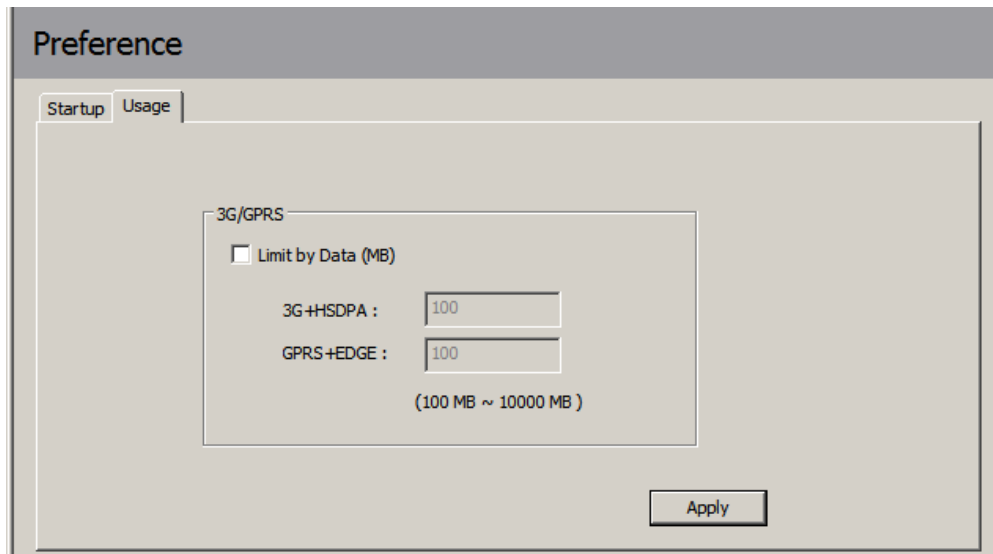 Preference
Startup Usage
3G/GPRS
Limit by Data (MB)
3G+HSDPA : 100
GPRS+EDGE : 100
(100 MB ~ 10000 MB )
Apply